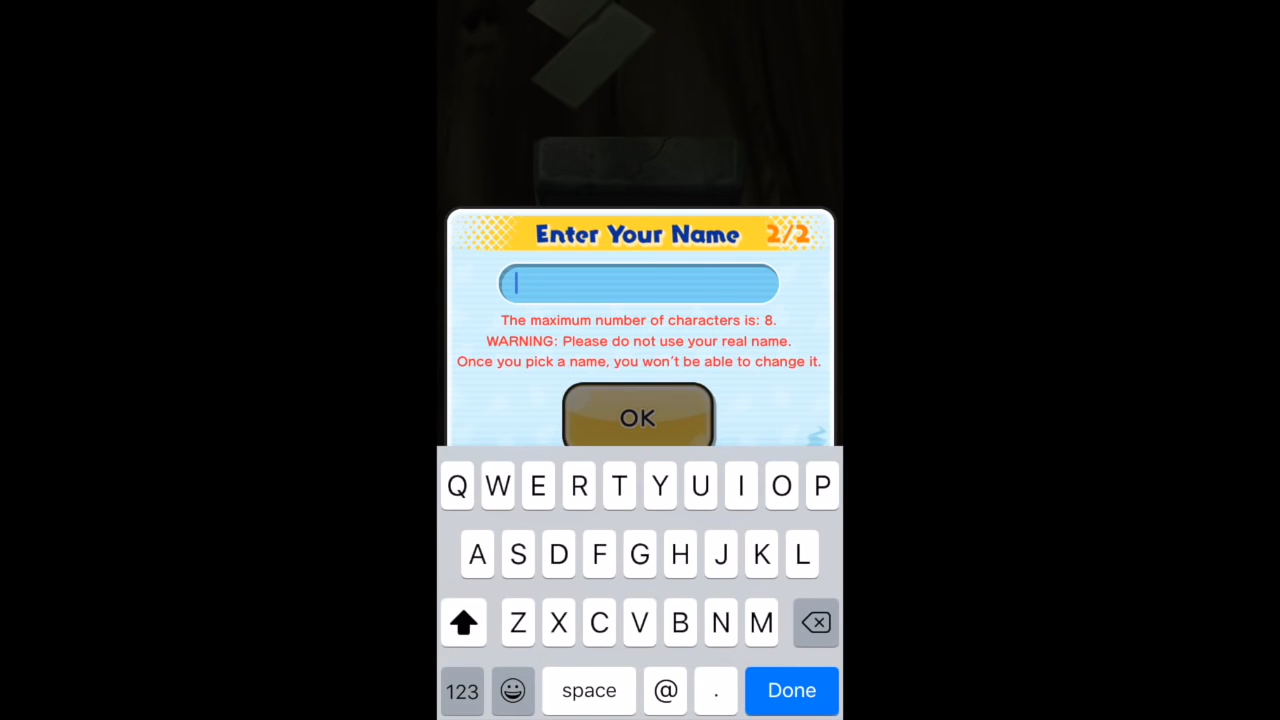 Enter Your Name 2/2
The maximum number of characters is: 8.
WARNING: Please do not use your real name.
Once you pick a name, you won't be able to change it.
OK
Q W E R T Y U I O P
A S D F G H J K L
Z X C V B N M
123 space @ . Done